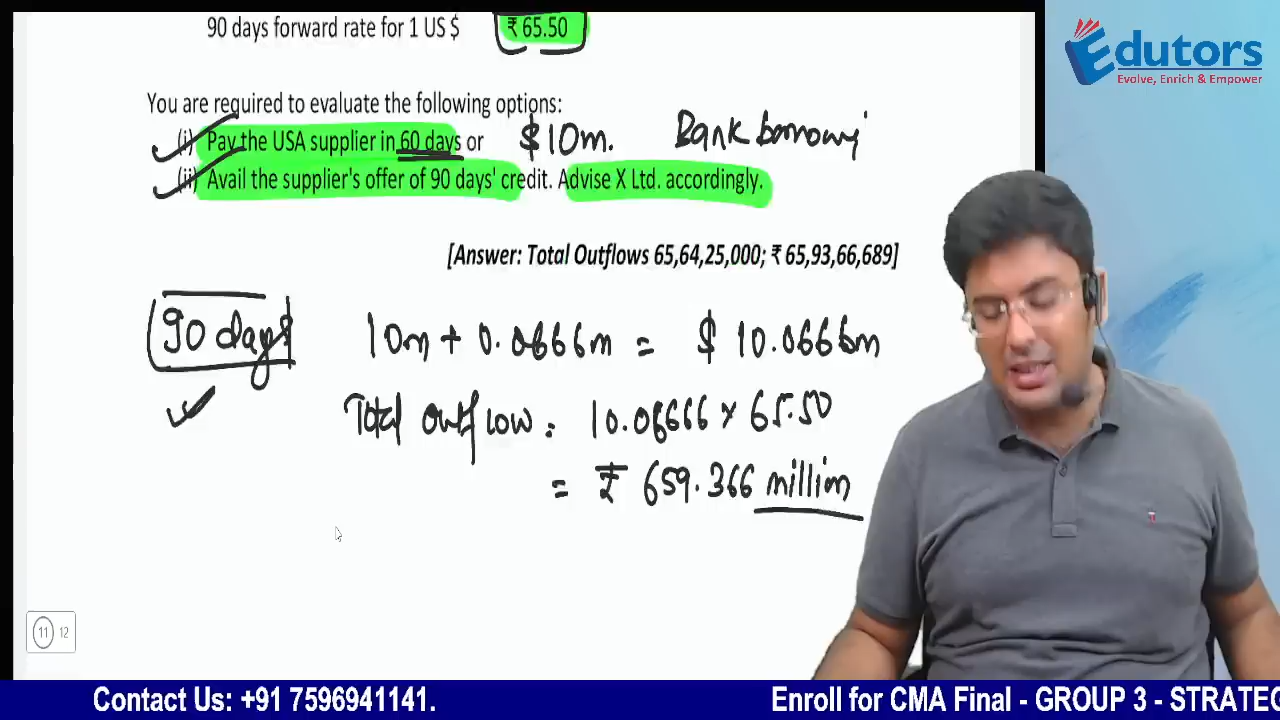 90 days forward rate for 1 US $ ₹ 65.50
You are required to evaluate the following options:
(i) Pay the USA supplier in 60 days or $10m. Bank borrowi
(ii) Avail the supplier's offer of 90 days' credit. Advise X Ltd. accordingly.
[Answer: Total Outflows 65,64,25,000; ₹ 65,93,66,689]
90 days 10m + 0.0666m = $ 10.0666m
Total outflow = 10.06666 × 65.50
= ₹ 659.366 million
11 12
Edutors
Evolve, Enrich & Empower
Contact Us: +91 7596941141. Enroll for CMA Final - GROUP 3 - STRATEG